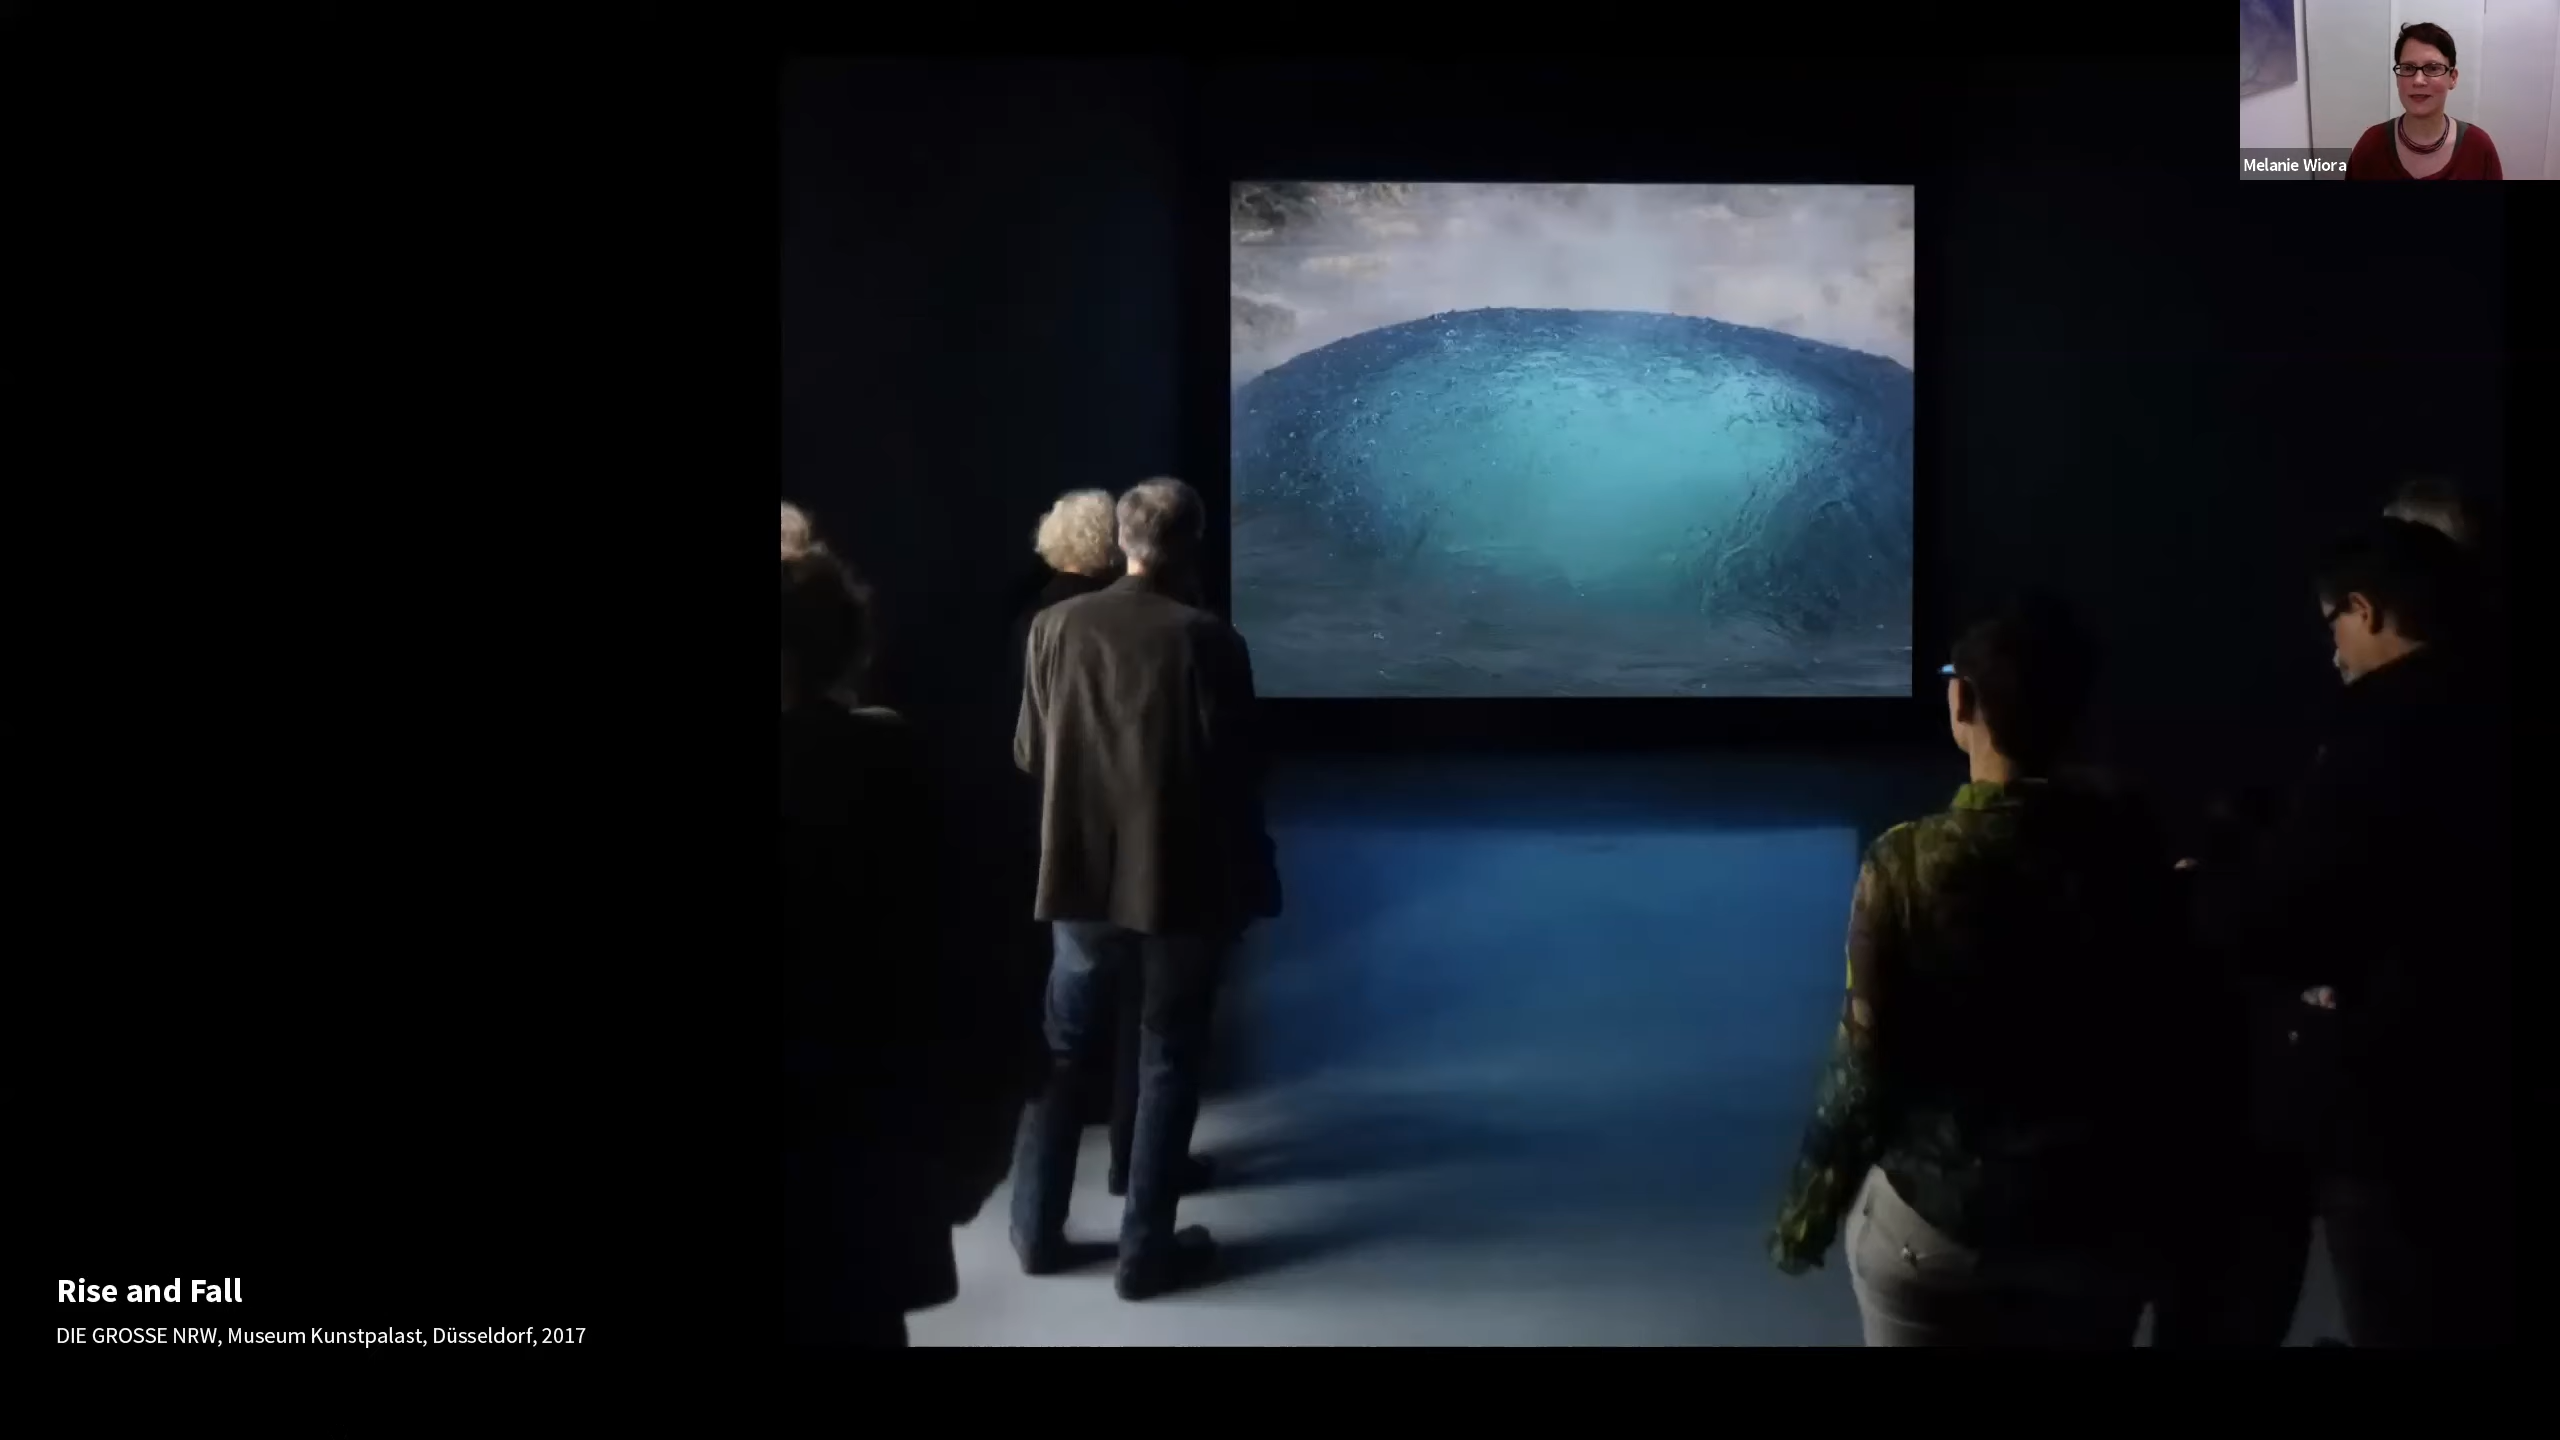 Melanie Wiora
Rise and Fall
DIE GROSSE NRW, Museum Kunstpalast, Düsseldorf, 2017